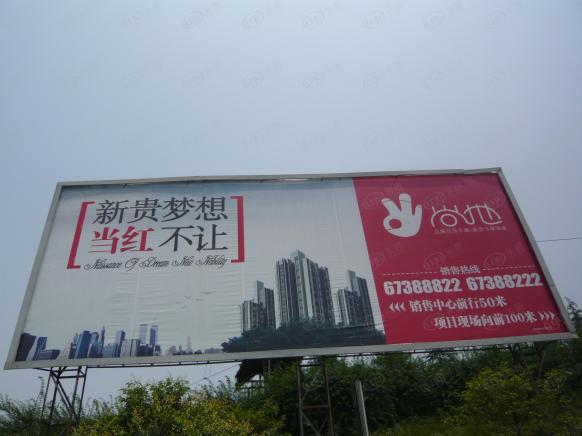 新贵梦想
当红不让
Naissance Of Dream New Nobility
尚地
销售热线
67388822 67388222
<<< 销售中心前行50米
项目现场向前100米 >>>